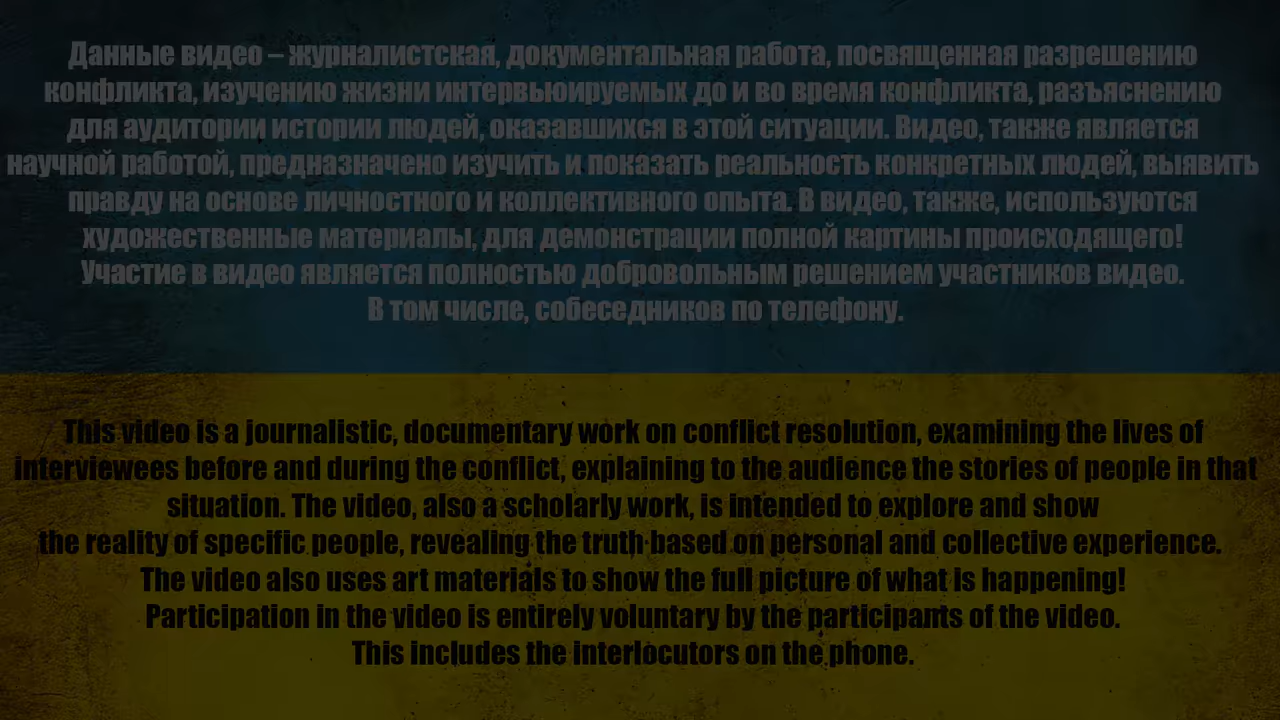 Данные видео – журналистская, документальная работа, посвященная разрешению
конфликта, изучению жизни интервьюируемых до и во время конфликта, разъяснению
для аудитории истории людей, оказавшихся в этой ситуации. Видео, также является
научной работой, предназначено изучить и показать реальность конкретных людей, выявить
правду на основе личностного и коллективного опыта. В видео, также, используются
художественные материалы, для демонстрации полной картины происходящего!
Участие в видео является полностью добровольным решением участников видео.
В том числе, собеседников по телефону.
This video is a journalistic, documentary work on conflict resolution, examining the lives of
interviewees before and during the conflict, explaining to the audience the stories of people in that
situation. The video, also a scholarly work, is intended to explore and show
the reality of specific people, revealing the truth based on personal and collective experience.
The video also uses art materials to show the full picture of what is happening!
Participation in the video is entirely voluntary by the participants of the video.
This includes the interlocutors on the phone.